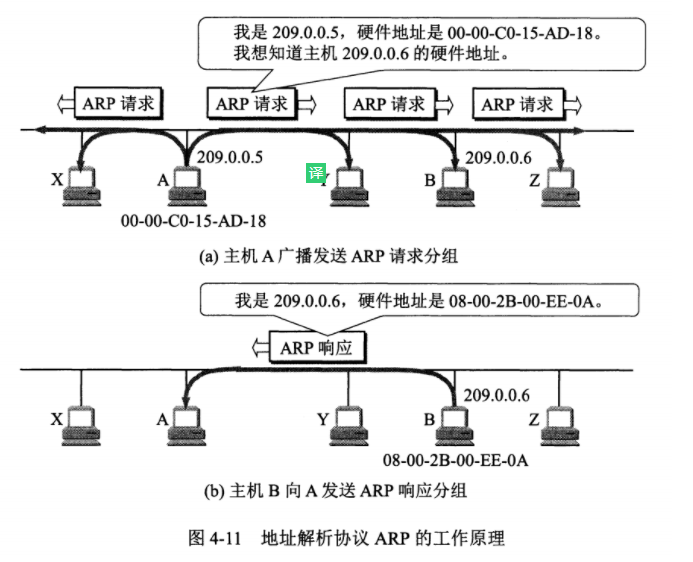 我是 209.0.0.5，硬件地址是 00-00-C0-15-AD-18。
我想知道主机 209.0.0.6 的硬件地址。
ARP 请求
ARP 请求
ARP 请求
ARP 请求
209.0.0.5
209.0.0.6
X
A
译
Y
B
Z
00-00-C0-15-AD-18
(a) 主机 A 广播发送 ARP 请求分组
我是 209.0.0.6，硬件地址是 08-00-2B-00-EE-0A。
ARP 响应
209.0.0.6
X
A
Y
B
Z
08-00-2B-00-EE-0A
(b) 主机 B 向 A 发送 ARP 响应分组
图 4-11 地址解析协议 ARP 的工作原理